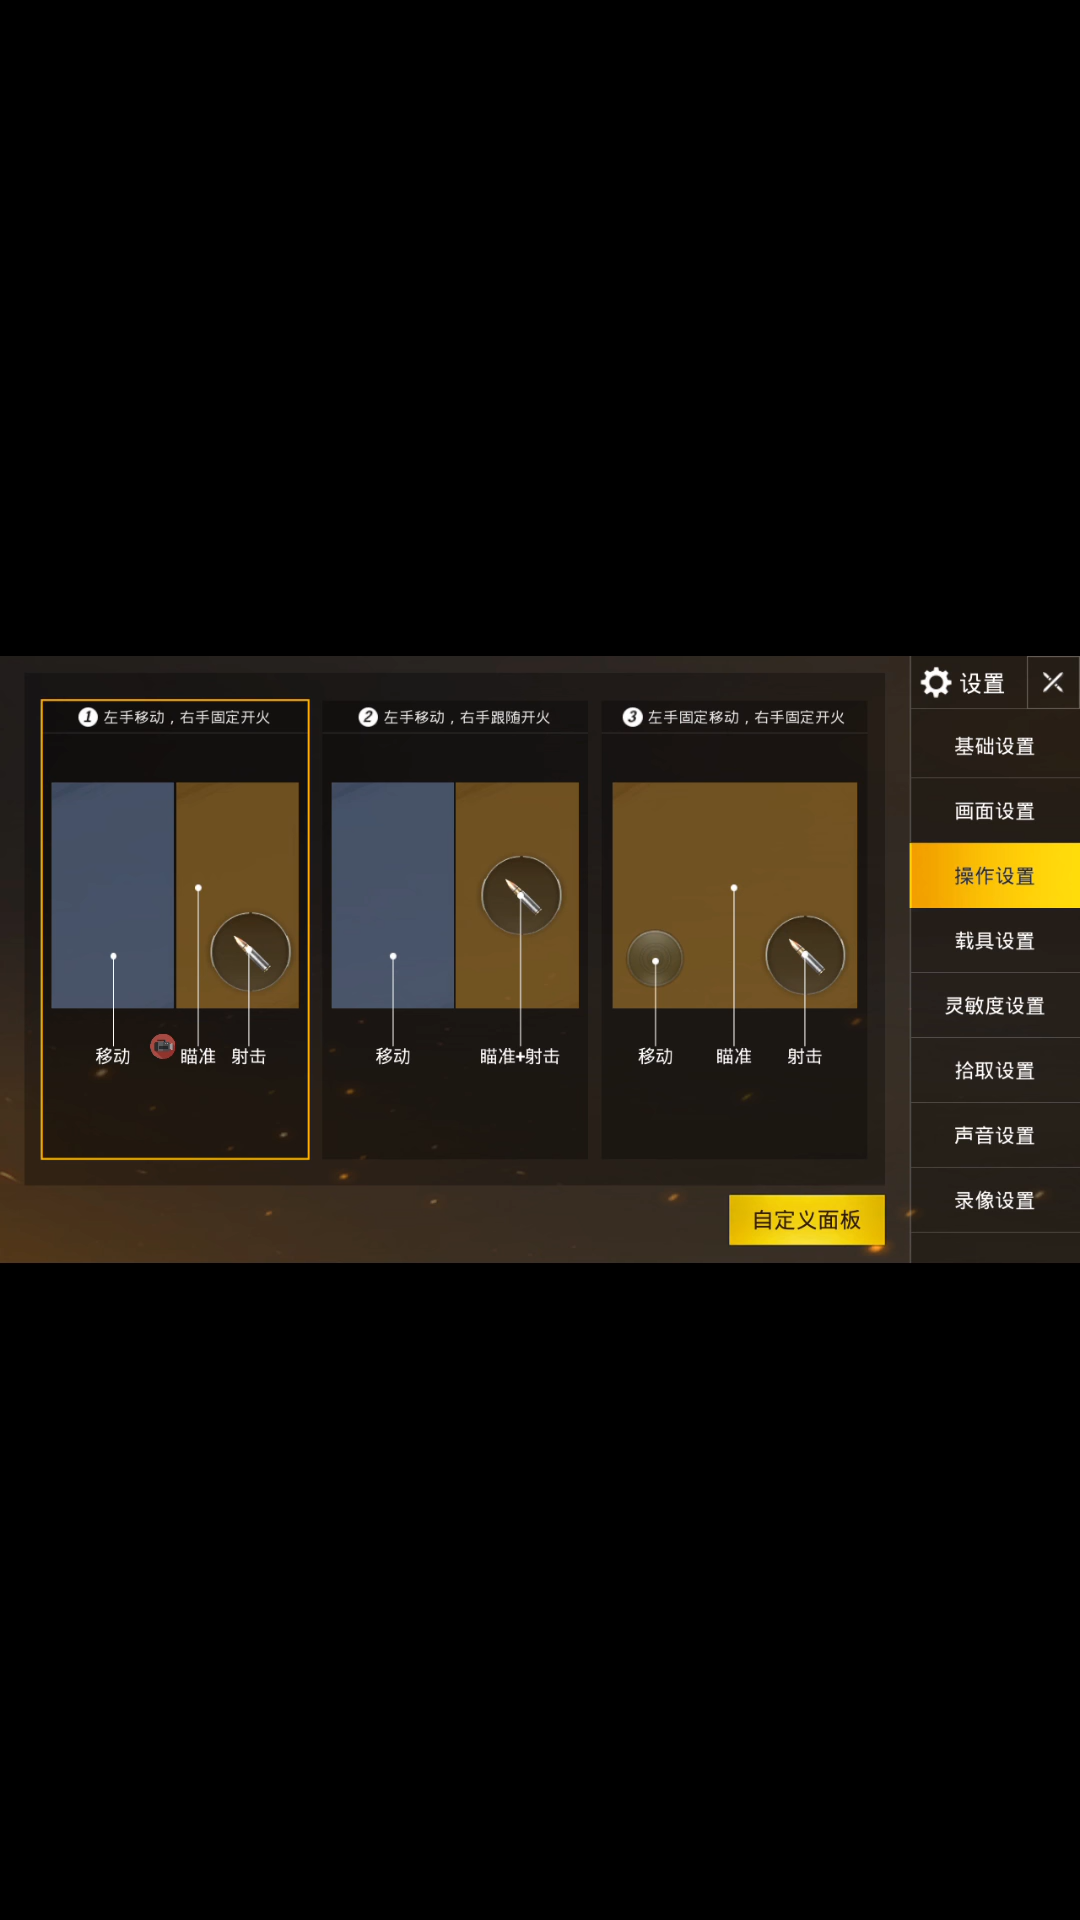 1 左手移动，右手固定开火
2 左手移动，右手跟随开火
3 左手固定移动，右手固定开火
移动
瞄准
射击
移动
瞄准+射击
移动
瞄准
射击
自定义面板
设置
基础设置
画面设置
操作设置
载具设置
灵敏度设置
拾取设置
声音设置
录像设置